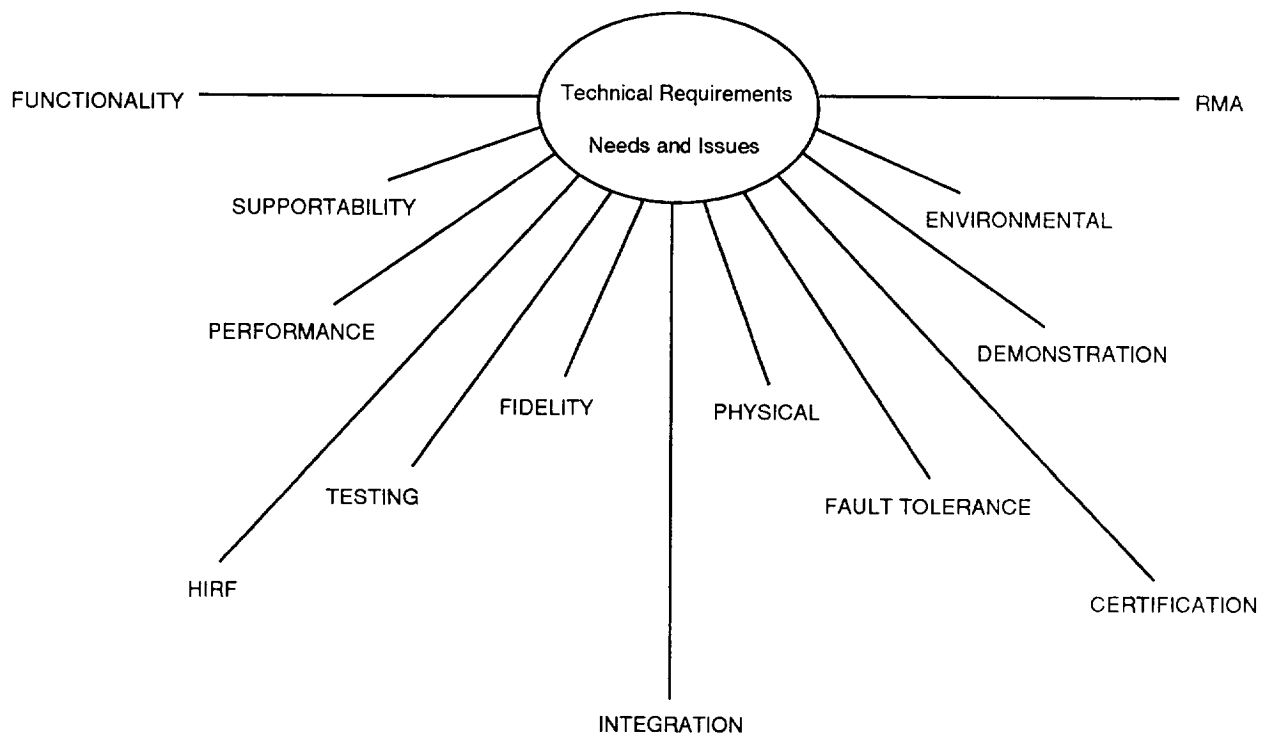 Technical Requirements
Needs and Issues
FUNCTIONALITY
RMA
SUPPORTABILITY
ENVIRONMENTAL
PERFORMANCE
DEMONSTRATION
FIDELITY
PHYSICAL
TESTING
FAULT TOLERANCE
HIRF
CERTIFICATION
INTEGRATION